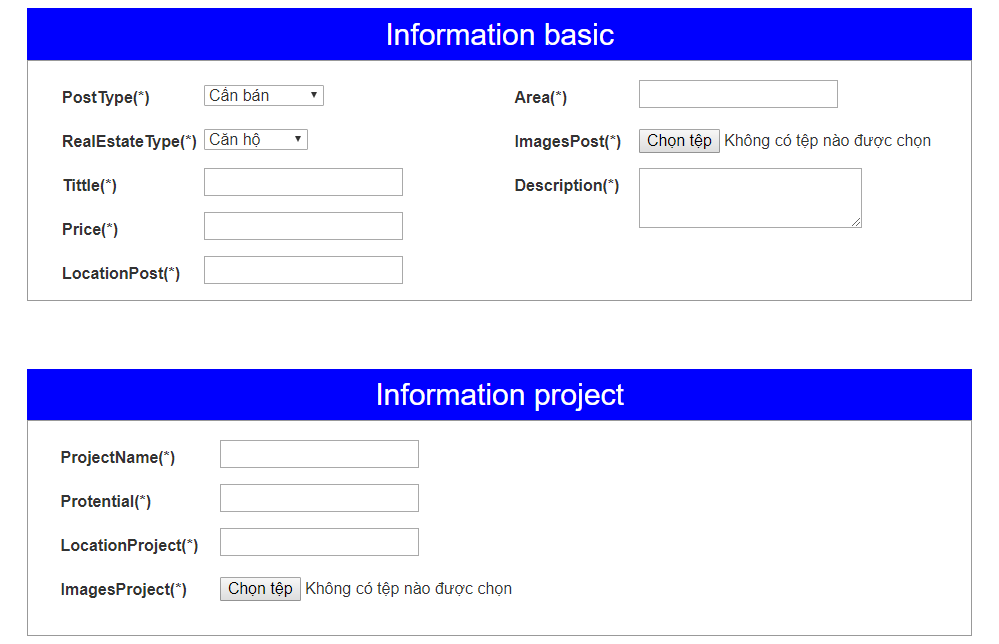 Information basic
PostType(*) Cần bán
RealEstateType(*) Căn hộ
Tittle(*)
Price(*)
LocationPost(*)
Area(*)
ImagesPost(*) Chọn tệp Không có tệp nào được chọn
Description(*)
Information project
ProjectName(*)
Protential(*)
LocationProject(*)
ImagesProject(*) Chọn tệp Không có tệp nào được chọn